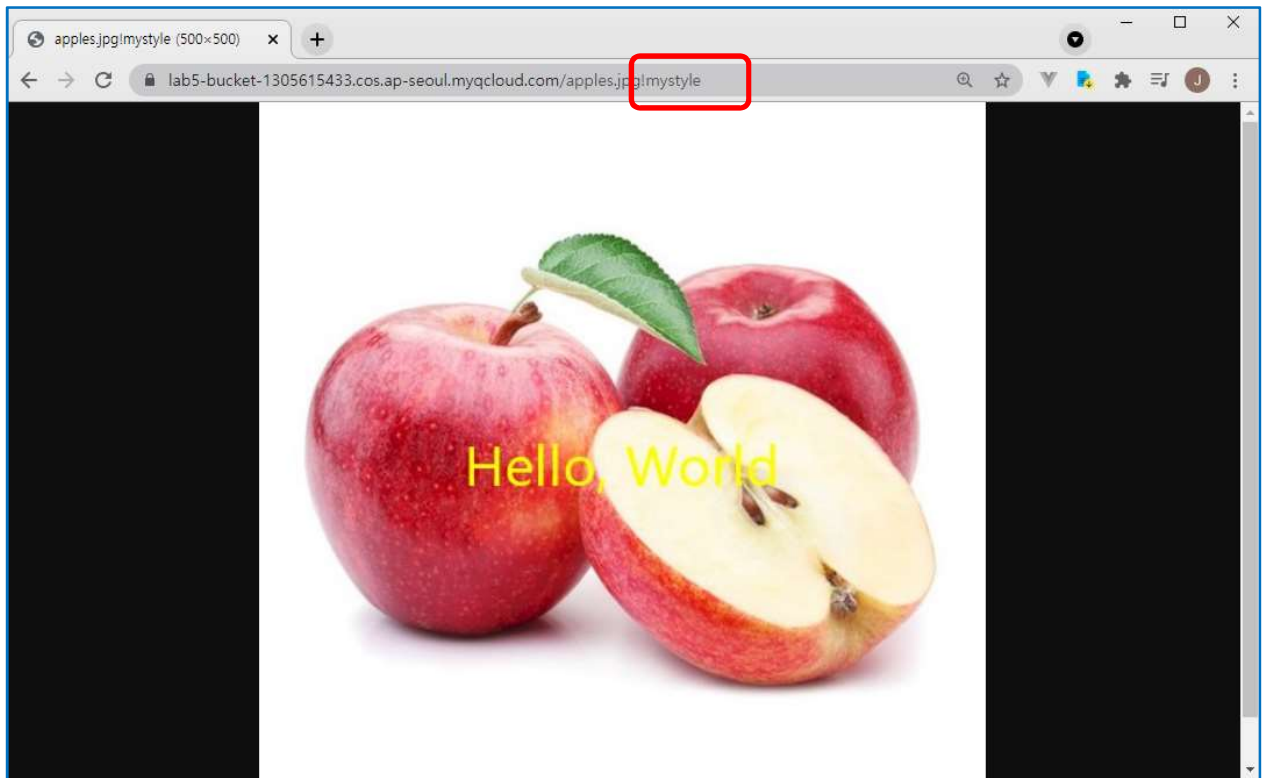 apples.jpg!mystyle (500×500)
lab5-bucket-1305615433.cos.ap-seoul.myqcloud.com/apples.jpg!mystyle
J
Hello, World